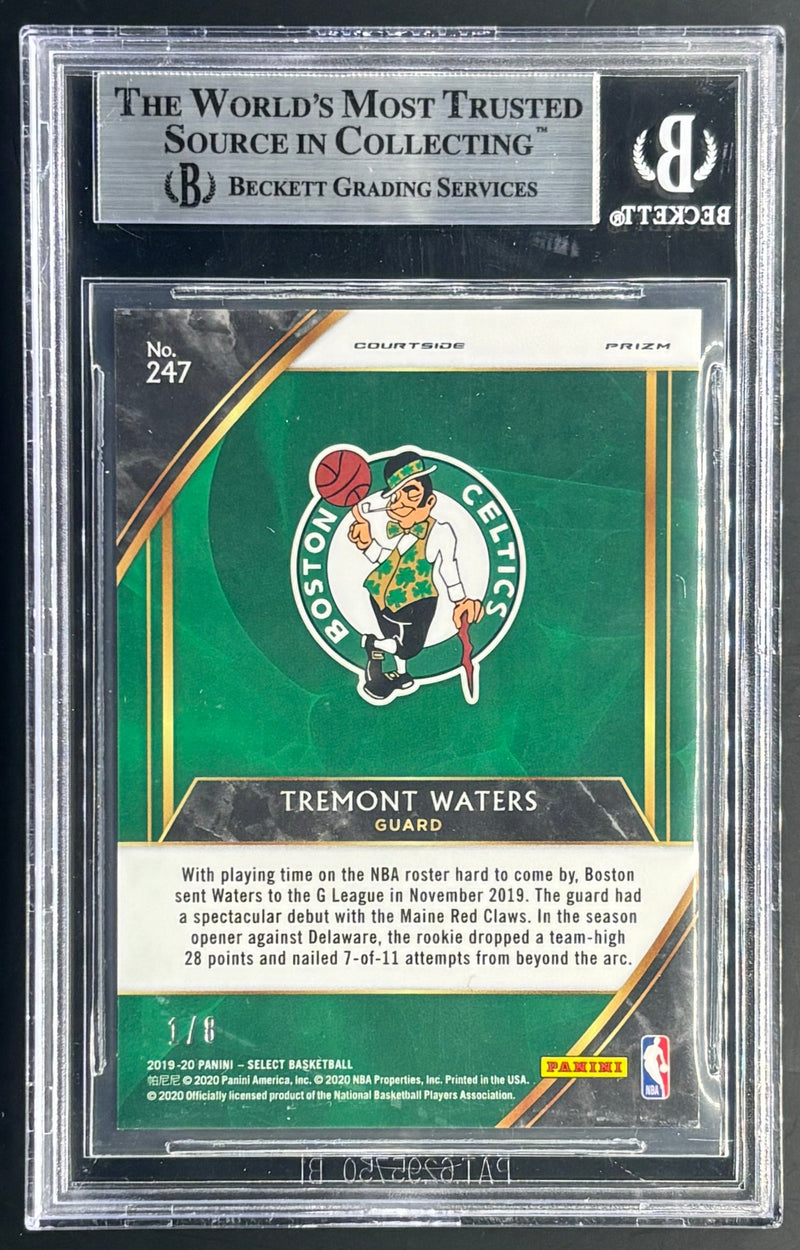 THE WORLD'S MOST TRUSTED
SOURCE IN COLLECTING™
B BECKETT GRADING SERVICES
B
BECKETT®
No.
247
COURTSIDE
PRIZM
BOSTON CELTICS
TREMONT WATERS
GUARD
With playing time on the NBA roster hard to come by, Boston
sent Waters to the G League in November 2019. The guard had
a spectacular debut with the Maine Red Claws. In the season
opener against Delaware, the rookie dropped a team-high
28 points and nailed 7-of-11 attempts from beyond the arc.
1/8
2019-20 PANINI – SELECT BASKETBALL
帕尼尼 © 2020 Panini America, Inc. © 2020 NBA Properties, Inc. Printed in the USA.
© 2020 Officially licensed product of the National Basketball Players Association.
PANINI
NBA
PAT 6295750 B1